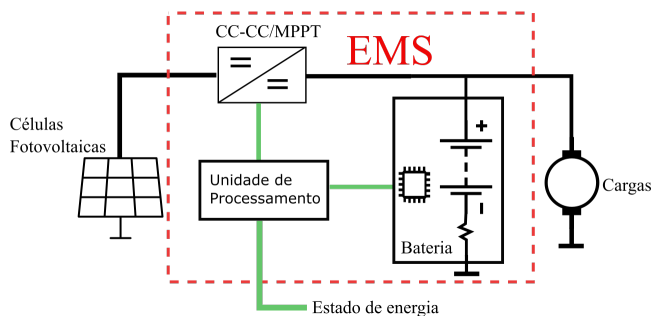 CC-CC/MPPT
EMS
Células
Fotovoltaicas
Unidade de
Processamento
+
Bateria
Cargas
Estado de energia